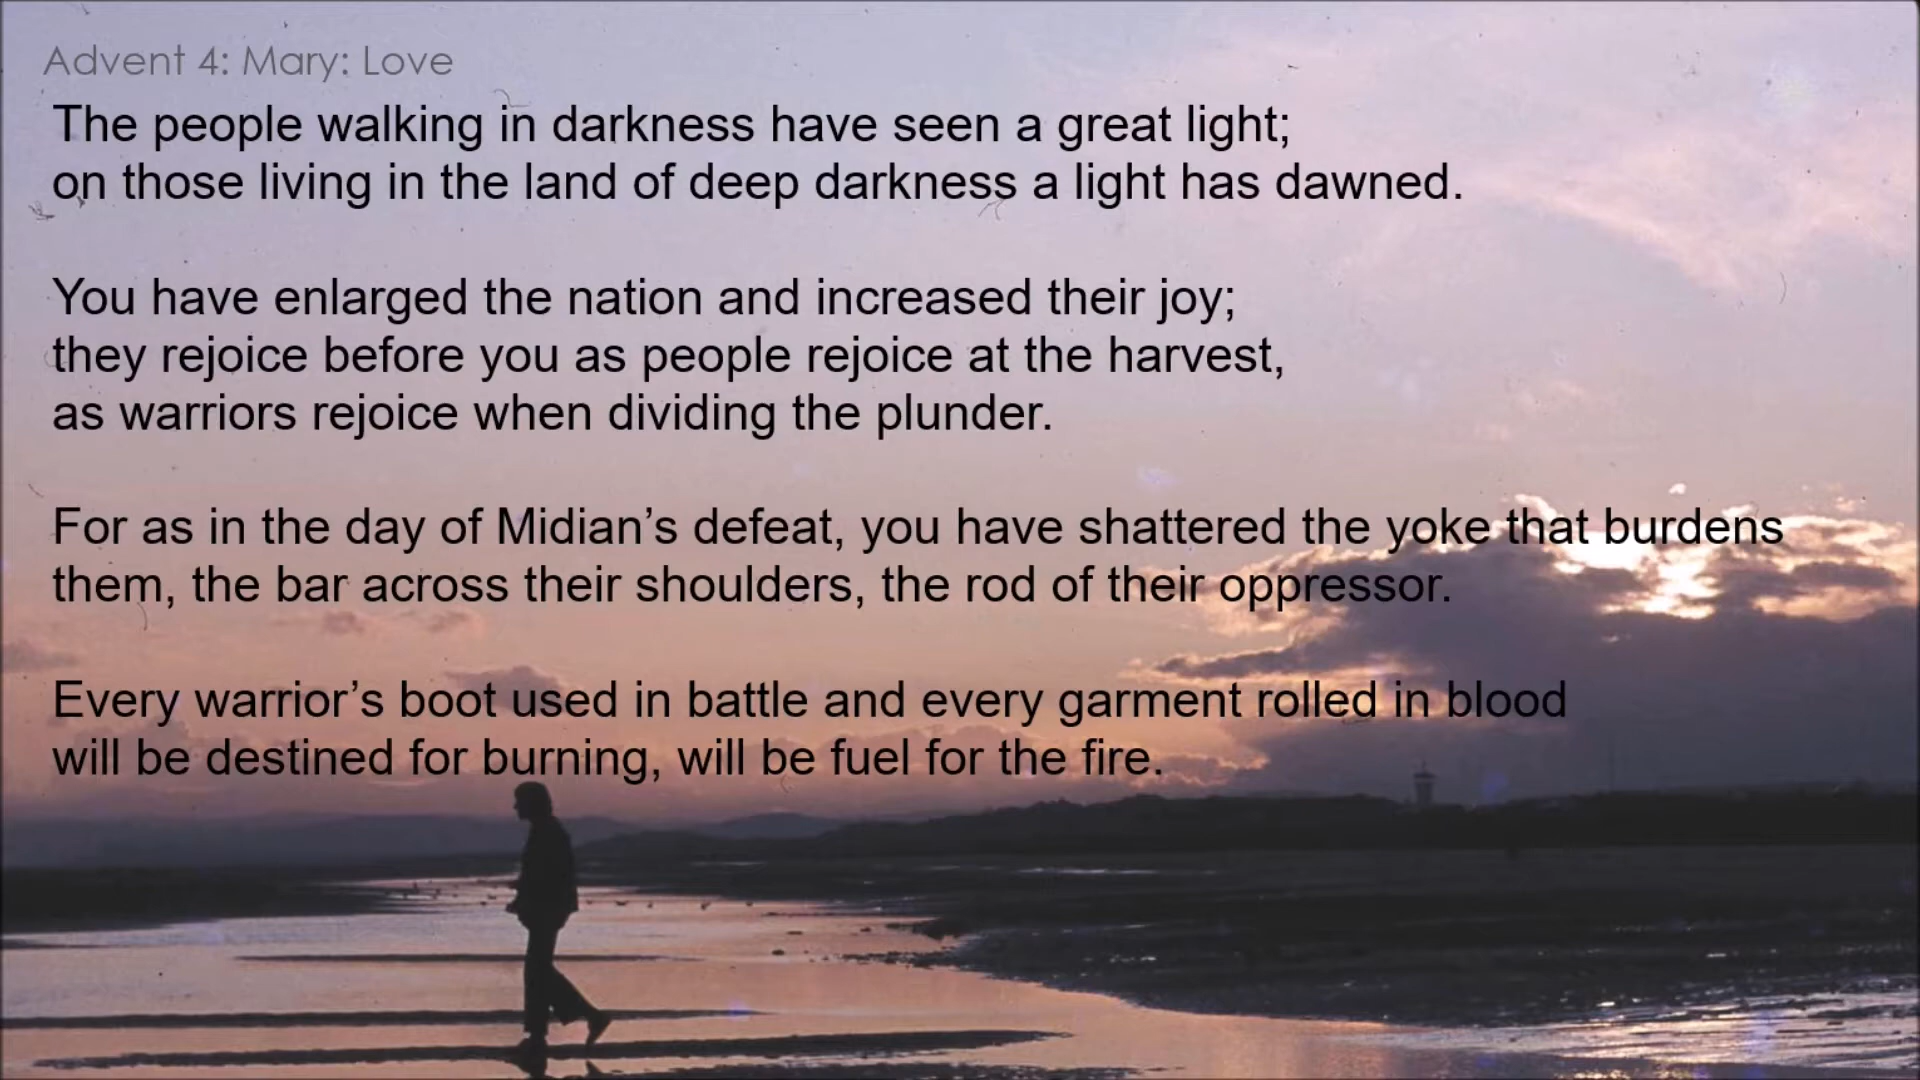 Advent 4: Mary: Love
The people walking in darkness have seen a great light;
on those living in the land of deep darkness a light has dawned.
You have enlarged the nation and increased their joy;
they rejoice before you as people rejoice at the harvest,
as warriors rejoice when dividing the plunder.
For as in the day of Midian’s defeat, you have shattered the yoke that burdens
them, the bar across their shoulders, the rod of their oppressor.
Every warrior’s boot used in battle and every garment rolled in blood
will be destined for burning, will be fuel for the fire.